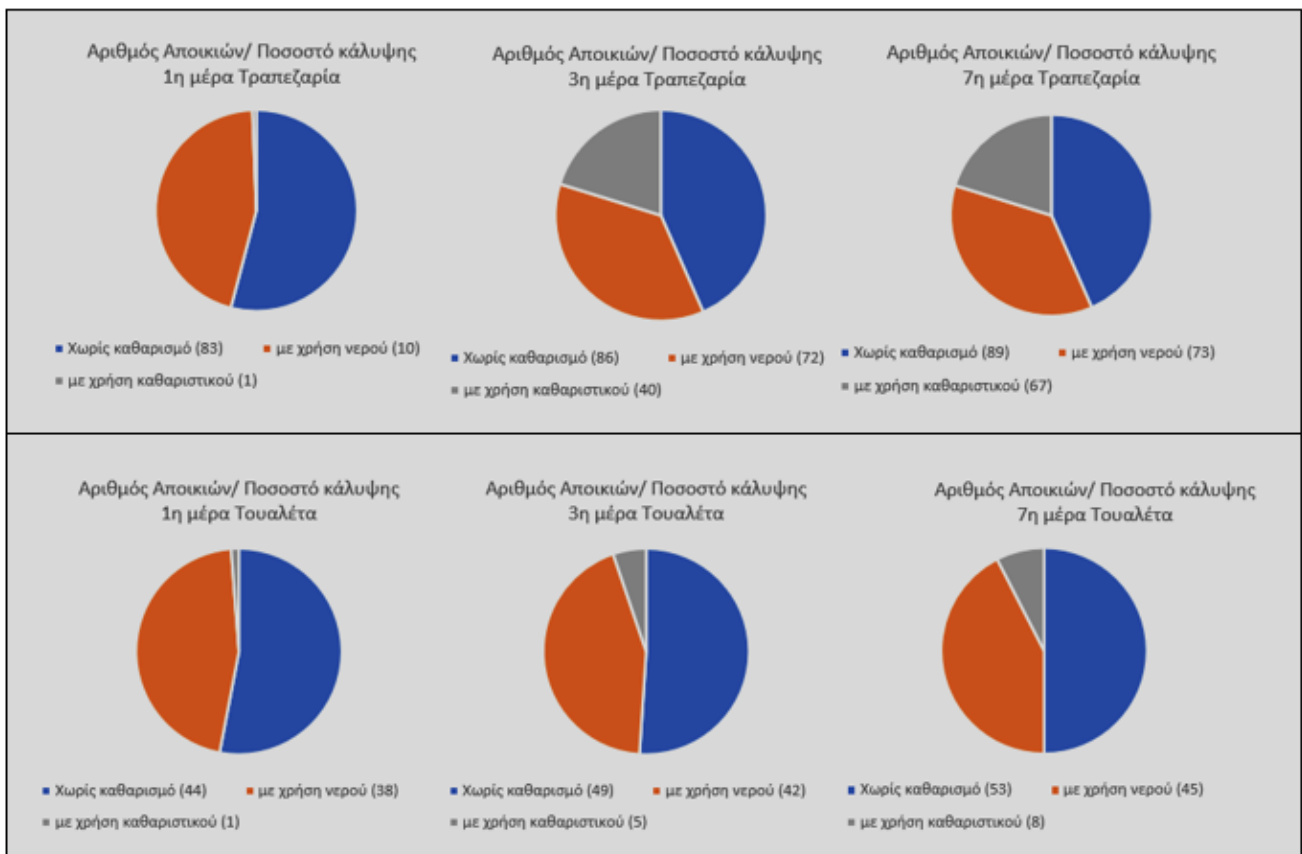 Αριθμός Αποικιών/ Ποσοστό κάλυψης
1η μέρα Τραπεζαρία
Χωρίς καθαρισμό (83) με χρήση νερού (10)
με χρήση καθαριστικού (1)
Αριθμός Αποικιών/ Ποσοστό κάλυψης
3η μέρα Τραπεζαρία
Χωρίς καθαρισμό (86) με χρήση νερού (72)
με χρήση καθαριστικού (40)
Αριθμός Αποικιών/ Ποσοστό κάλυψης
7η μέρα Τραπεζαρία
Χωρίς καθαρισμό (89) με χρήση νερού (73)
με χρήση καθαριστικού (67)
Αριθμός Αποικιών/ Ποσοστό κάλυψης
1η μέρα Τουαλέτα
Χωρίς καθαρισμό (44) με χρήση νερού (38)
με χρήση καθαριστικού (1)
Αριθμός Αποικιών/ Ποσοστό κάλυψης
3η μέρα Τουαλέτα
Χωρίς καθαρισμό (49) με χρήση νερού (42)
με χρήση καθαριστικού (5)
Αριθμός Αποικιών/ Ποσοστό κάλυψης
7η μέρα Τουαλέτα
Χωρίς καθαρισμό (53) με χρήση νερού (45)
με χρήση καθαριστικού (8)